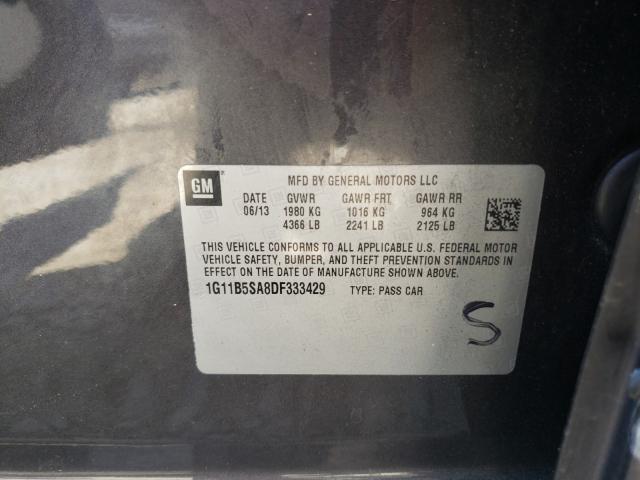 GM
MFD BY GENERAL MOTORS LLC
DATE GVWR GAWR FRT GAWR RR
06/13 1980 KG 1016 KG 964 KG
4366 LB 2241 LB 2125 LB
THIS VEHICLE CONFORMS TO ALL APPLICABLE U.S. FEDERAL MOTOR
VEHICLE SAFETY, BUMPER, AND THEFT PREVENTION STANDARDS IN
EFFECT ON THE DATE OF MANUFACTURE SHOWN ABOVE.
1G11B5SA8DF333429 TYPE: PASS CAR
S